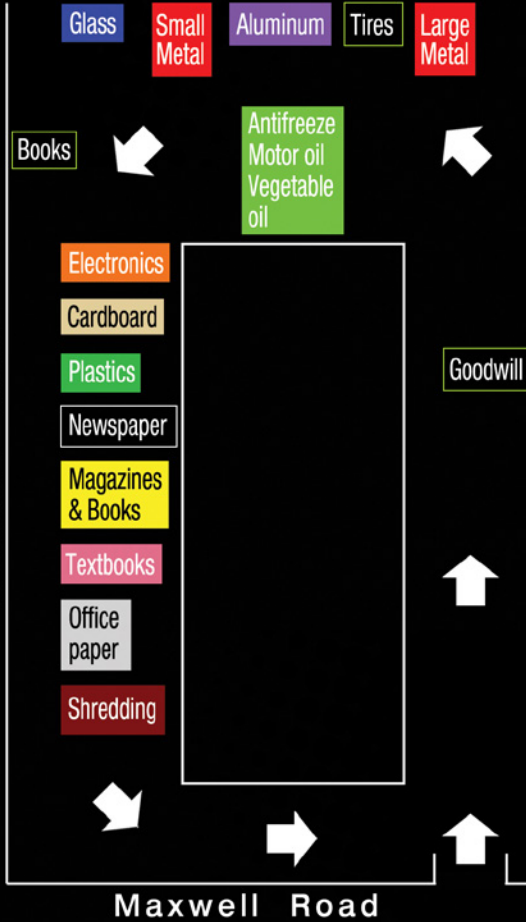 Glass
Small
Metal
Aluminum
Tires
Large
Metal
Books
Antifreeze
Motor oil
Vegetable
oil
Electronics
Cardboard
Plastics
Goodwill
Newspaper
Magazines
& Books
Textbooks
Office
paper
Shredding
Maxwell Road